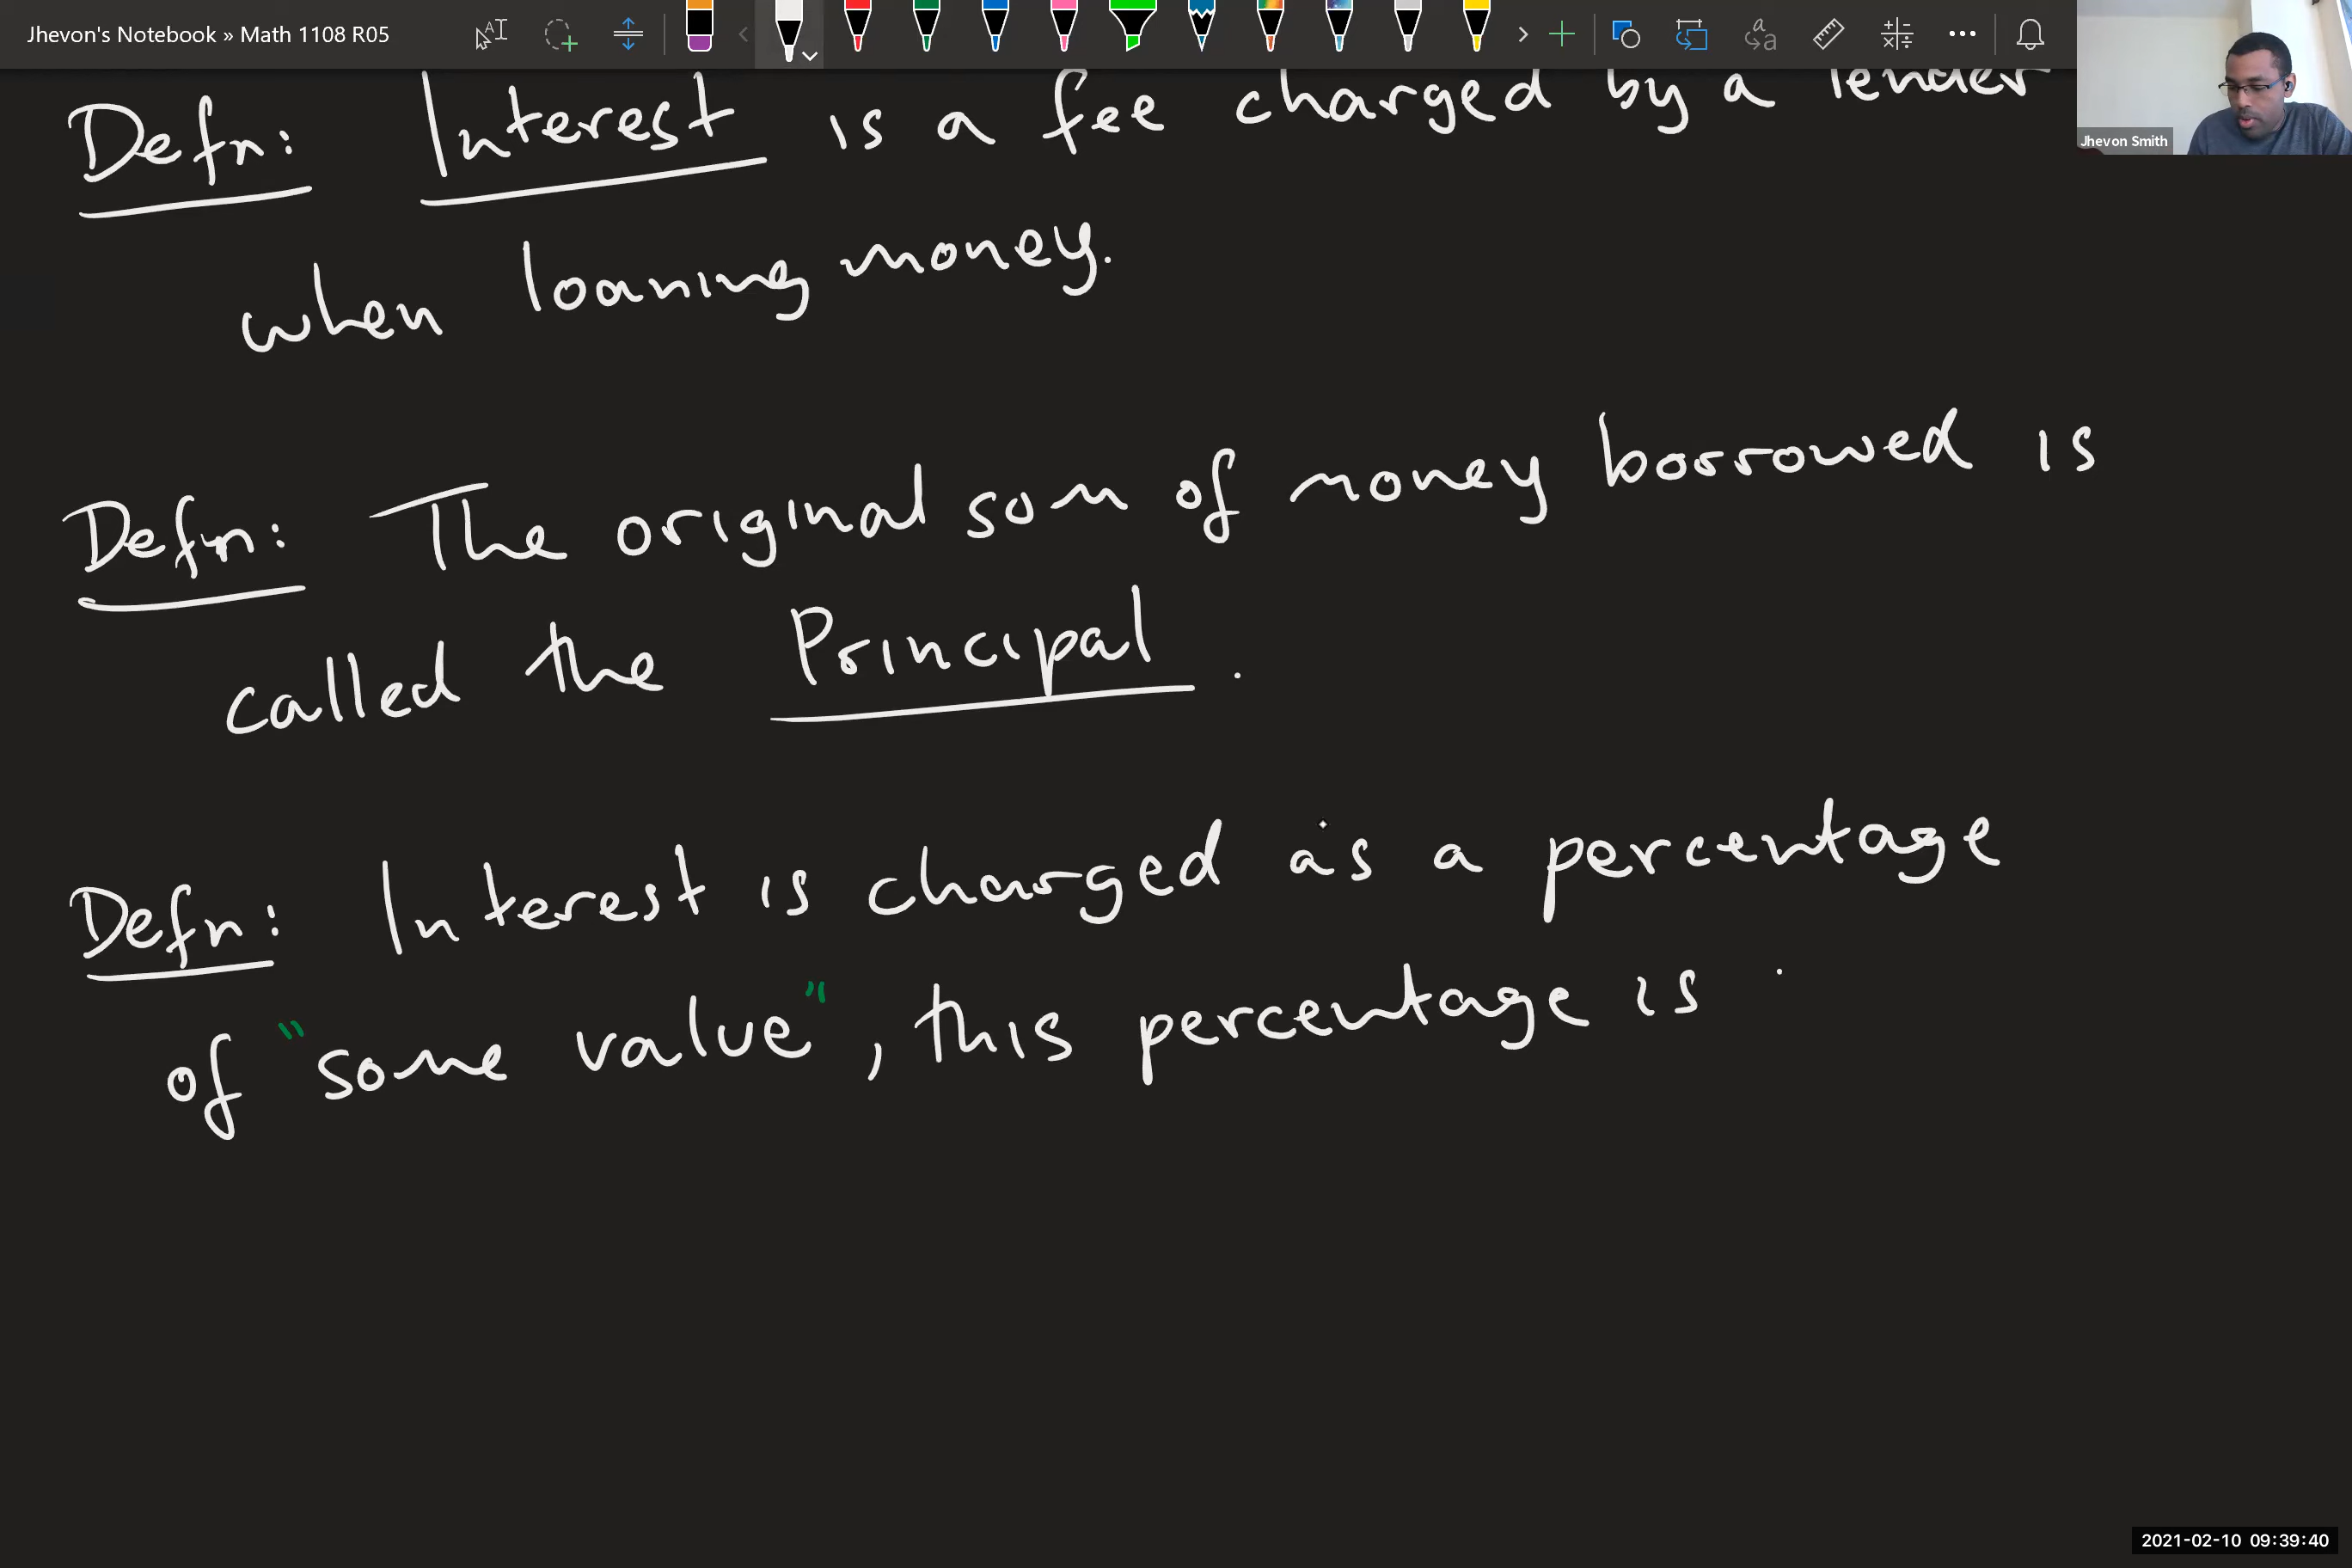 Jhevon's Notebook » Math 1108 R05
Jhevon Smith
Defn: Interest is a fee charged by a lender
when loaning money.
Defn: The original sum of money borrowed is
called the Principal.
Defn: Interest is charged as a percentage
of "some value", this percentage is
2021-02-10 09:39:40